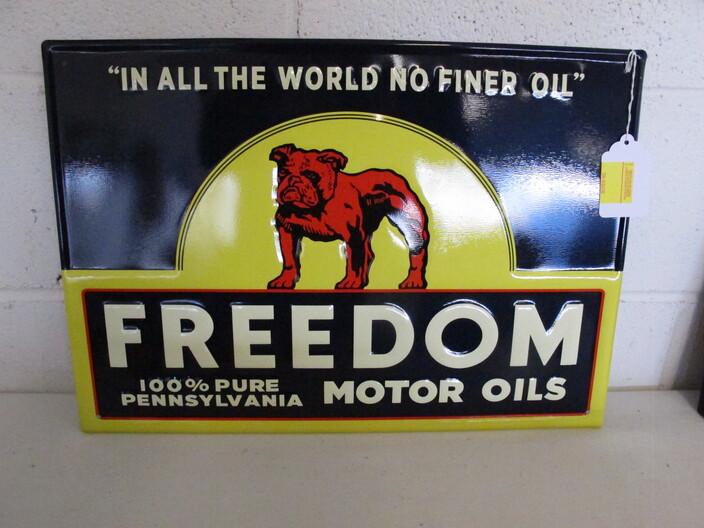 “IN ALL THE WORLD NO FINER OIL”
FREEDOM
100% PURE
PENNSYLVANIA
MOTOR OILS